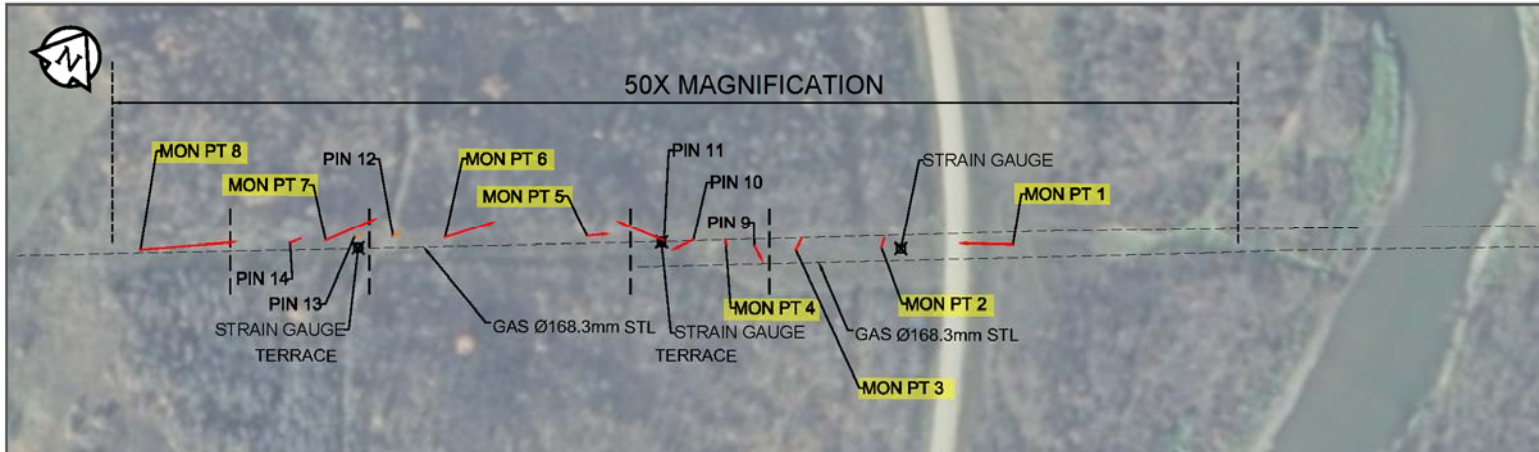 N
50X MAGNIFICATION
MON PT 8
PIN 12
MON PT 6
PIN 11
STRAIN GAUGE
MON PT 7
MON PT 5
PIN 10
MON PT 1
PIN 9
PIN 14
PIN 13
MON PT 4
MON PT 2
STRAIN GAUGE
TERRACE
GAS Ø168.3mm STL
STRAIN GAUGE
TERRACE
GAS Ø168.3mm STL
MON PT 3